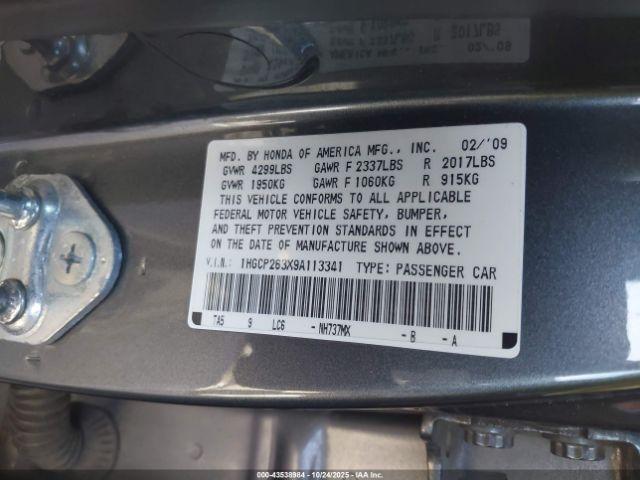 MFD. BY HONDA OF AMERICA MFG., INC. 02/'09
GVWR 4299LBS GAWR F 2337LBS R 2017LBS
GVWR 1950KG GAWR F 1060KG R 915KG
THIS VEHICLE CONFORMS TO ALL APPLICABLE
FEDERAL MOTOR VEHICLE SAFETY, BUMPER,
AND THEFT PREVENTION STANDARDS IN EFFECT
ON THE DATE OF MANUFACTURE SHOWN ABOVE.
V.I.N.: 1HGCP263X9A113341 TYPE: PASSENGER CAR
TA5 9 LC6 - NH737MX - B - A
000-43538984 - 10/24/2025 - IAAI, Inc.